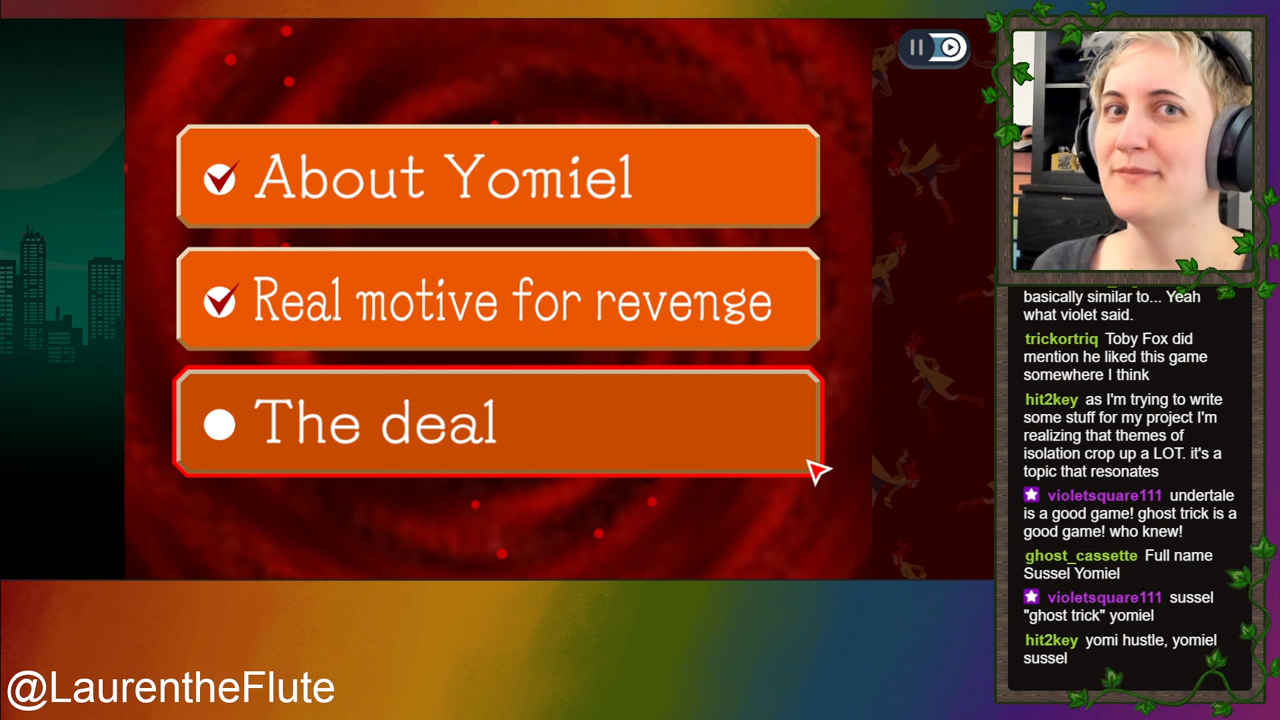 About Yomiel
Real motive for revenge
The deal
basically similar to... Yeah
what violet said.
trickortriq Toby Fox did
mention he liked this game
somewhere I think
hit2key as I'm trying to write
some stuff for my project I'm
realizing that themes of
isolation crop up a LOT. it's a
topic that resonates
violetsquare111 undertale
is a good game! ghost trick is a
good game! who knew!
ghost_cassette Full name
Sussel Yomiel
violetsquare111 sussel
"ghost trick" yomiel
hit2key yomi hustle, yomiel
sussel
@LaurentheFlute